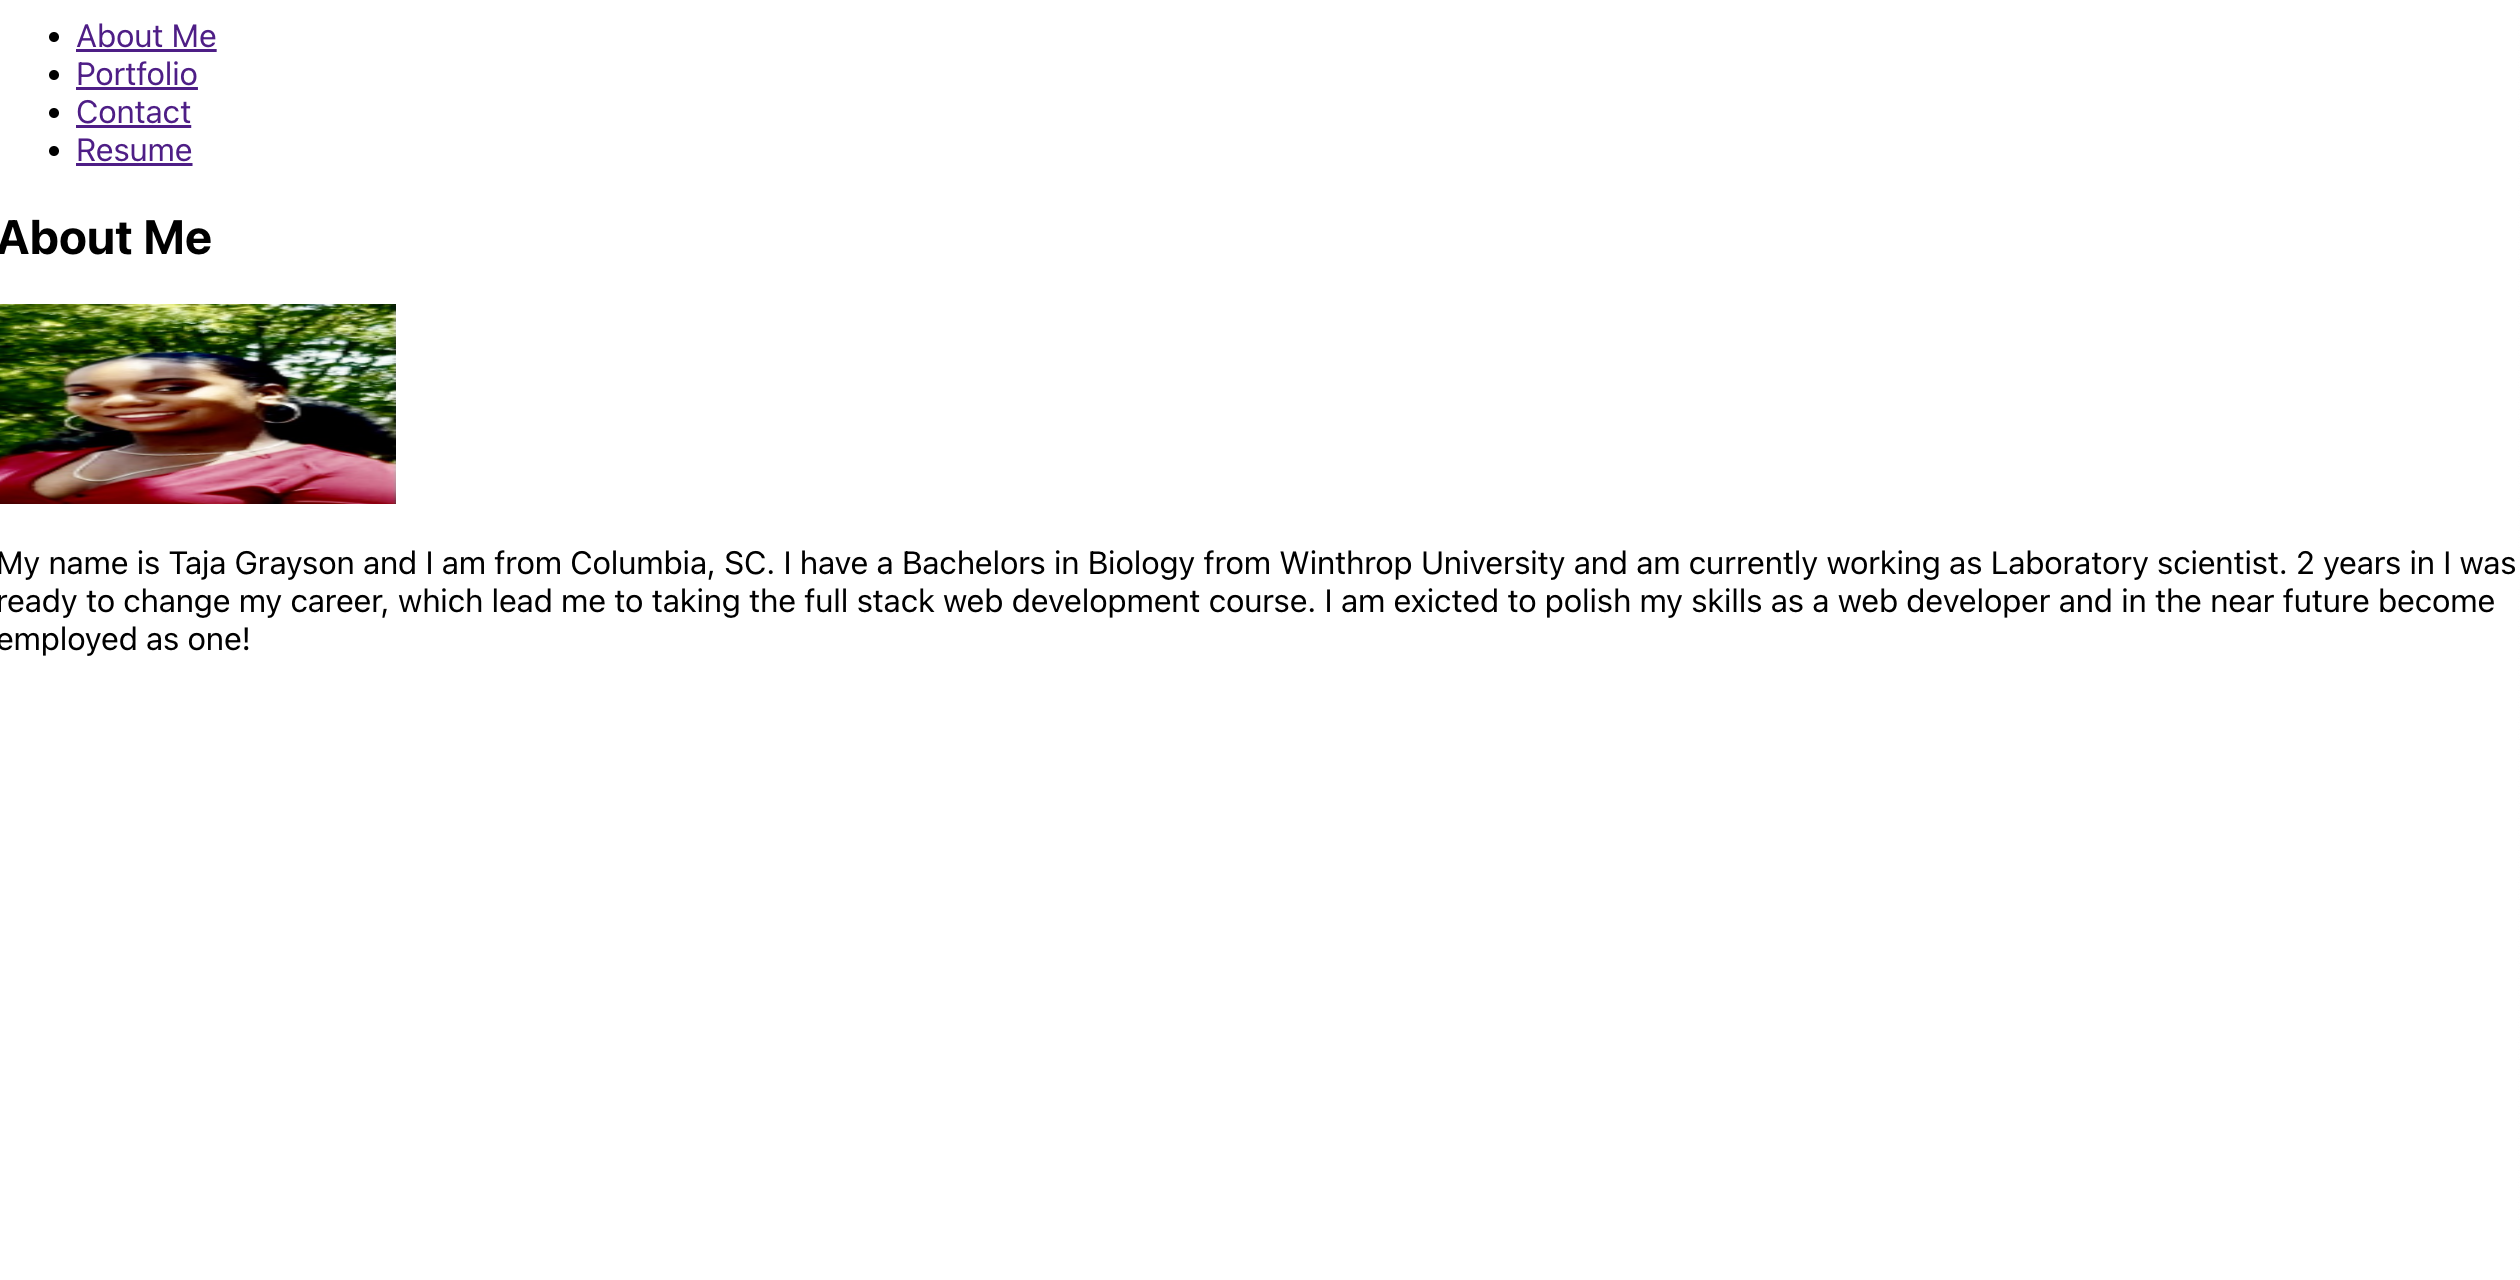 About Me
Portfolio
Contact
Resume
About Me
My name is Taja Grayson and I am from Columbia, SC. I have a Bachelors in Biology from Winthrop University and am currently working as Laboratory scientist. 2 years in I was
ready to change my career, which lead me to taking the full stack web development course. I am exicted to polish my skills as a web developer and in the near future become
employed as one!